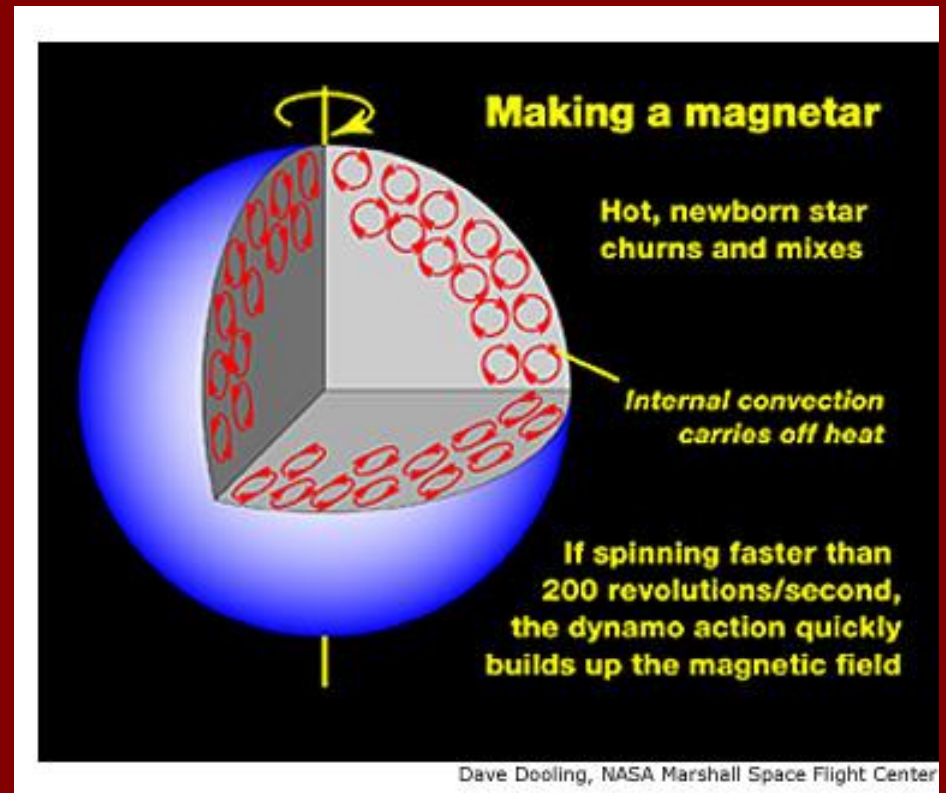 Making a magnetar
Hot, newborn star
churns and mixes
Internal convection
carries off heat
If spinning faster than
200 revolutions/second,
the dynamo action quickly
builds up the magnetic field
Dave Dooling, NASA Marshall Space Flight Center